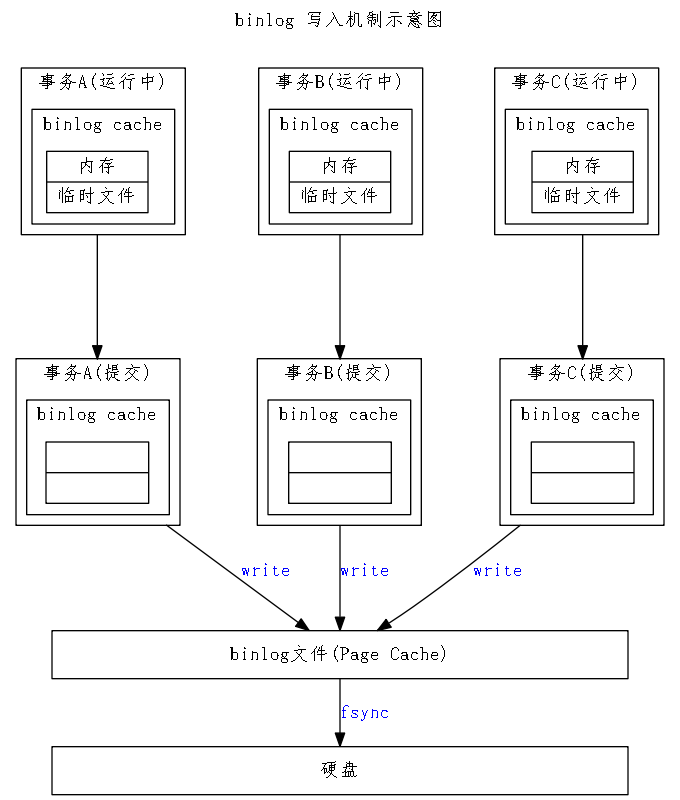 binlog 写入机制示意图
事务A(运行中)
binlog cache
内存
临时文件
事务B(运行中)
binlog cache
内存
临时文件
事务C(运行中)
binlog cache
内存
临时文件
事务A(提交)
binlog cache
事务B(提交)
binlog cache
事务C(提交)
binlog cache
write
write
write
binlog文件(Page Cache)
fsync
硬盘